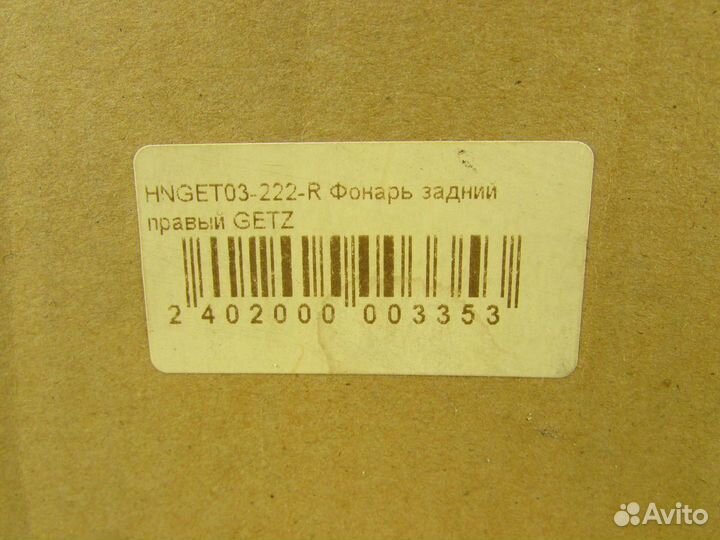 HNGET03-222-R Фонарь задний
правый GETZ
2 402000 003353
Avito